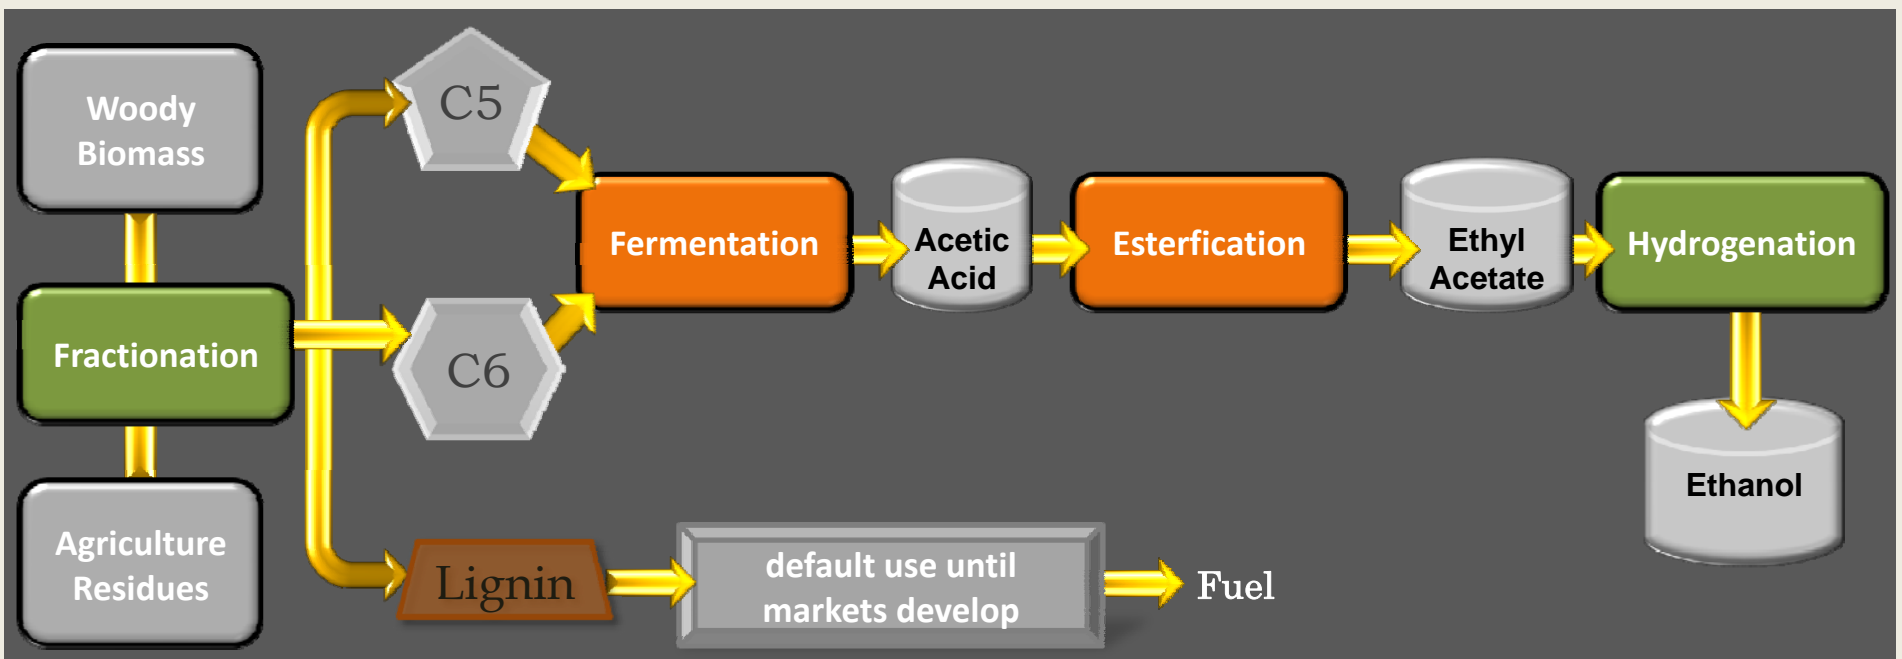 Woody
Biomass
Fractionation
Agriculture
Residues
C5
C6
Lignin
Fermentation
Acetic
Acid
Esterfication
Ethyl
Acetate
Hydrogenation
Ethanol
default use until
markets develop
Fuel